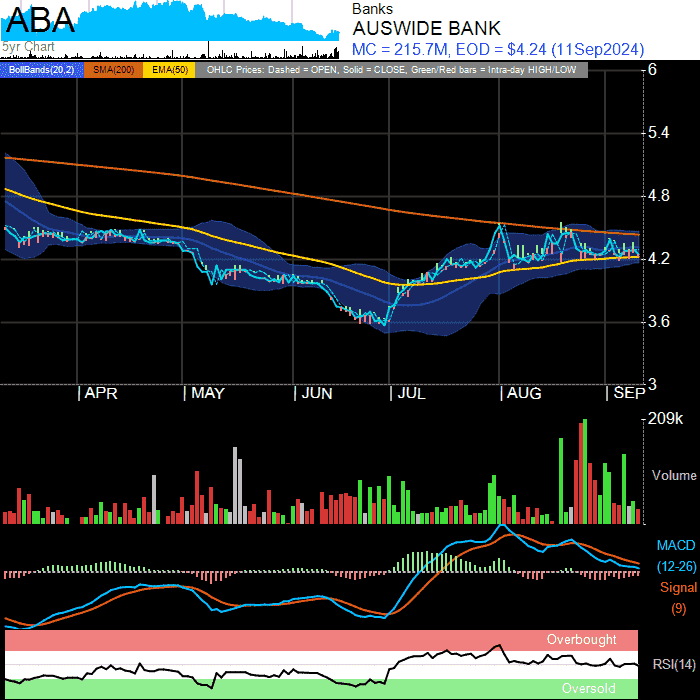 ABA
5yr Chart
Banks
AUSWIDE BANK
MC = 215.7M, EOD = $4.24 (11Sep2024)
BollBands(20,2) SMA(200) EMA(50) OHLC Prices: Dashed = OPEN, Solid = CLOSE, Green/Red bars = Intra-day HIGH/LOW
6
5.4
4.8
4.2
3.6
3
APR MAY JUN JUL AUG SEP
209k
Volume
MACD
(12-26)
Signal
(9)
Overbought
RSI(14)
Oversold